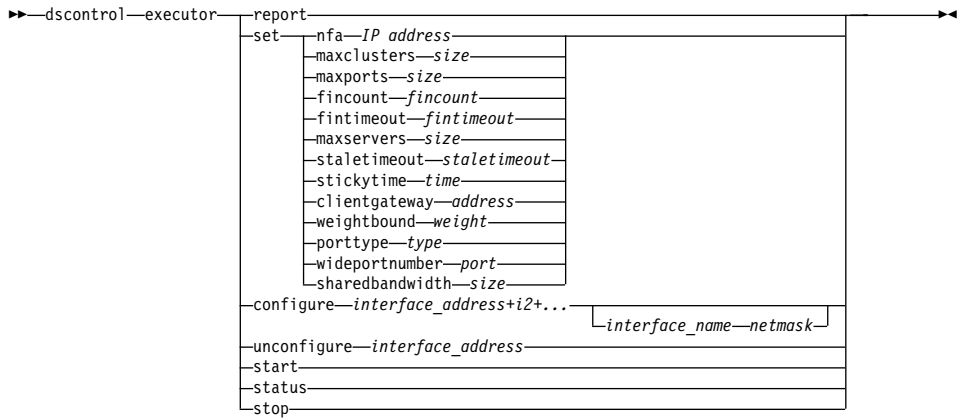 dscontrol executor report
set nfa IP address
maxclusters size
maxports size
fincount fincount
fintimeout fintimeout
maxservers size
staletimeout staletimeout
stickytime time
clientgateway address
weightbound weight
porttype type
wideportnumber port
sharedbandwidth size
configure interface_address+i2+...
interface_name netmask
unconfigure interface_address
start
status
stop